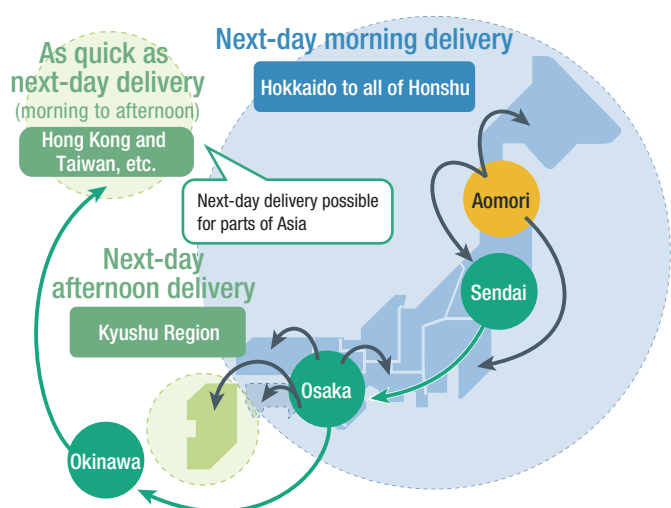 As quick as
next-day delivery
(morning to afternoon)
Hong Kong and
Taiwan, etc.
Next-day morning delivery
Hokkaido to all of Honshu
Next-day delivery possible
for parts of Asia
Aomori
Next-day
afternoon delivery
Kyushu Region
Sendai
Osaka
Okinawa